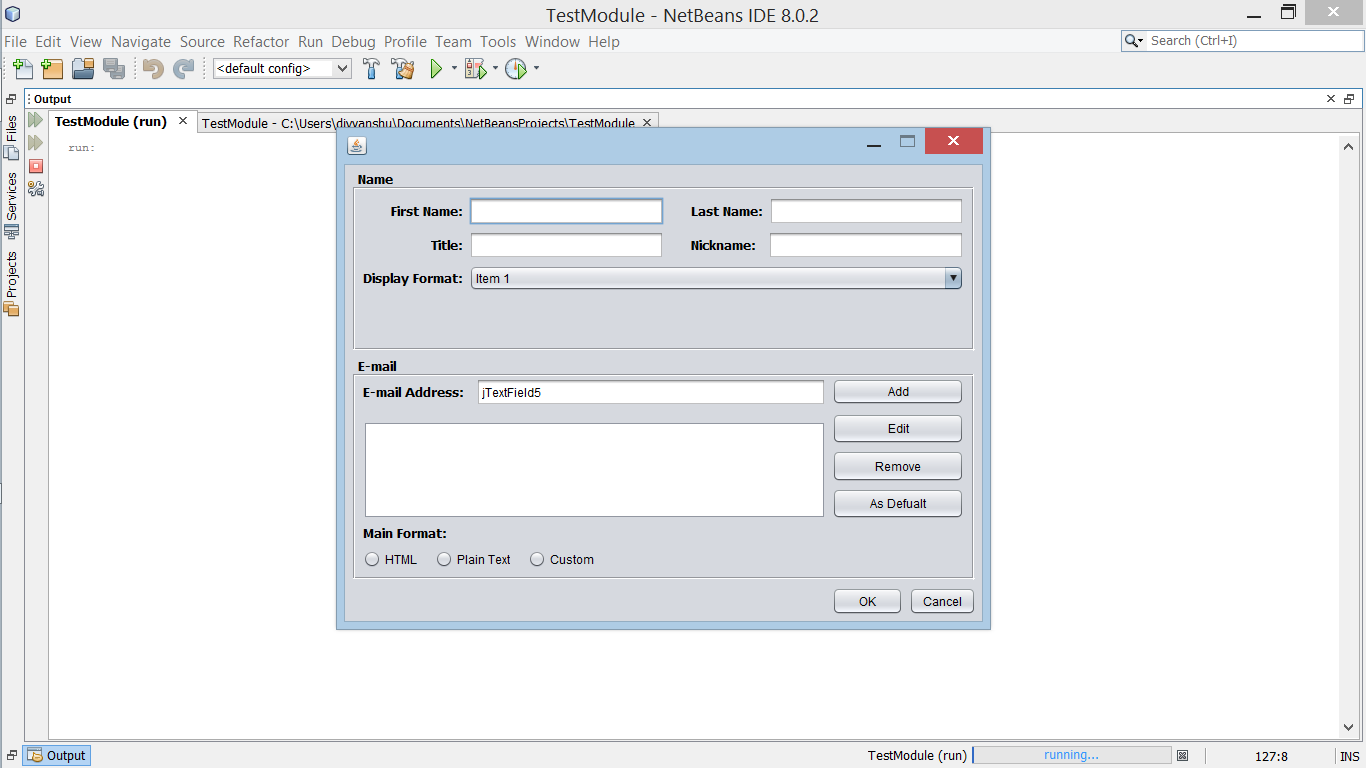 TestModule - NetBeans IDE 8.0.2
File Edit View Navigate Source Refactor Run Debug Profile Team Tools Window Help
Search (Ctrl+I)
<default config>
Output
Files
Services
Projects
TestModule (run)
TestModule - C:\Users\divyanshu\Documents\NetBeansProjects\TestModule
run:
Name
First Name:
Last Name:
Title:
Nickname:
Display Format: Item 1
E-mail
E-mail Address: jTextField5
Add
Edit
Remove
As Defualt
Main Format:
HTML Plain Text Custom
OK Cancel
Output
TestModule (run) running... 127:8 INS